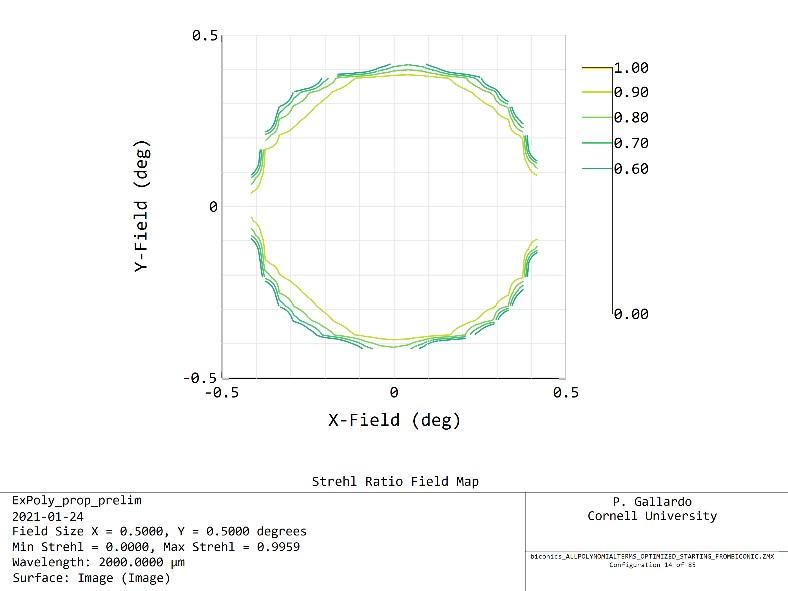 0.5
1.00
0.90
0.80
0.70
0.60
Y-Field (deg)
0
0.00
-0.5
-0.5
0
0.5
X-Field (deg)
Strehl Ratio Field Map
ExPoly_prop_prelim
2021-01-24
Field Size X = 0.5000, Y = 0.5000 degrees
Min Strehl = 0.0000, Max Strehl = 0.9959
Wavelength: 2000.0000 µm
Surface: Image (Image)
P. Gallardo
Cornell University
biconics_ALLPOLYNOMIALTERMS_OPTIMIZED_STARTING_FROMBICONIC.ZMX
Configuration 14 of 85